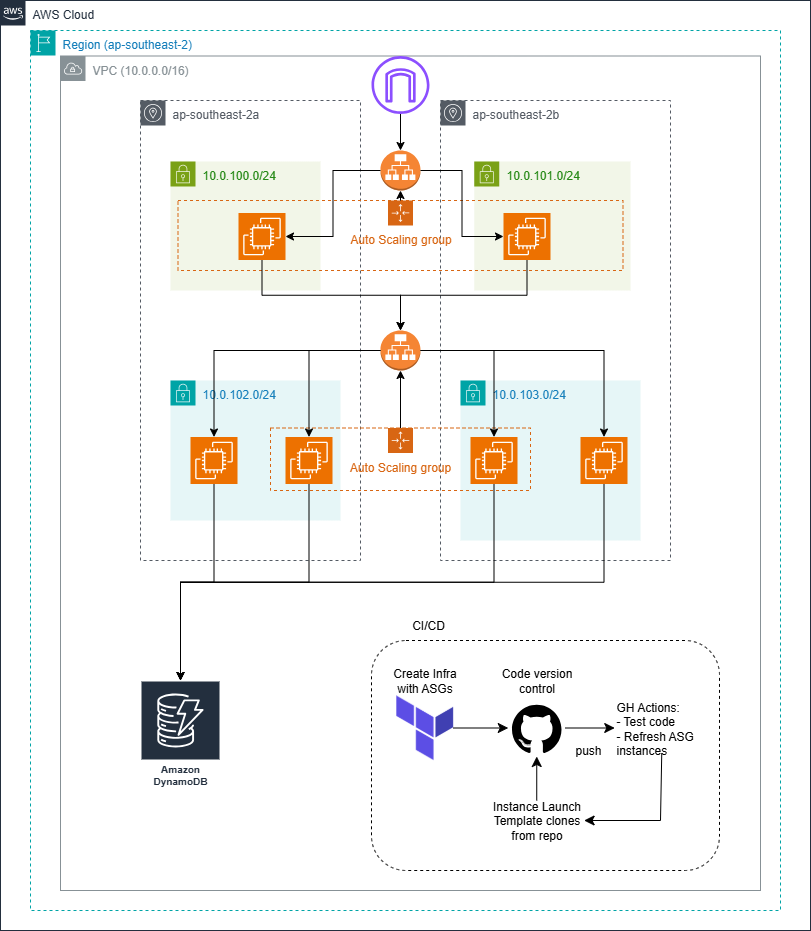 aws
AWS Cloud
Region (ap-southeast-2)
VPC (10.0.0.0/16)
ap-southeast-2a
ap-southeast-2b
10.0.100.0/24
10.0.101.0/24
Auto Scaling group
10.0.102.0/24
10.0.103.0/24
Auto Scaling group
Amazon
DynamoDB
CI/CD
Create Infra
with ASGs
Code version
control
GH Actions:
- Test code
- Refresh ASG
instances
push
Instance Launch
Template clones
from repo